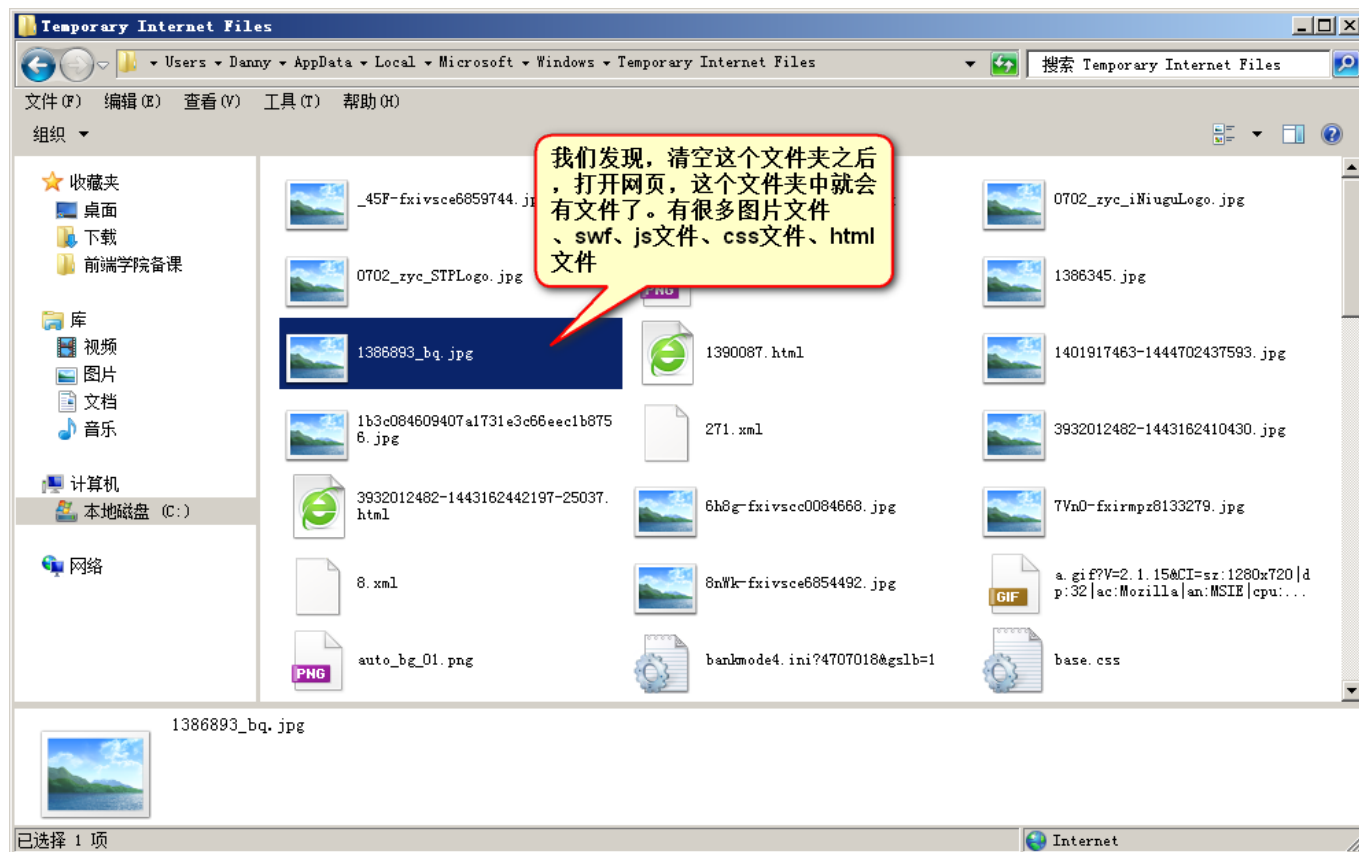 Temporary Internet Files
Users Danny AppData Local Microsoft Windows Temporary Internet Files
搜索 Temporary Internet Files
文件(F) 编辑(E) 查看(V) 工具(T) 帮助(H)
组织
收藏夹
桌面
下载
前端学院备课
库
视频
图片
文档
音乐
计算机
本地磁盘 (C:)
网络
我们发现，清空这个文件夹之后
，打开网页，这个文件夹中就会
有文件了。有很多图片文件
、swf、js文件、css文件、html
文件
_45F-fxivsce6859744.j
0702_zyc_iNiuguLogo.jpg
0702_zyc_STPLogo.jpg
PNG
1386345.jpg
1386893_bq.jpg
1390087.html
1401917463-1444702437593.jpg
1b3c084609407a1731e3c66eec1b875
6.jpg
271.xml
3932012482-1443162410430.jpg
3932012482-1443162442197-25037.
html
6h8g-fxivscc0084668.jpg
7VnO-fxirmpz8133279.jpg
8.xml
8nWk-fxivsce6854492.jpg
GIF
a.gif?V=2.1.15&CI=sz:1280x720|d
p:32|ac:Mozilla|an:MSIE|cpu:...
PNG
auto_bg_01.png
bankmode4.ini?4707018&gslb=1
base.css
1386893_bq.jpg
已选择 1 项
Internet